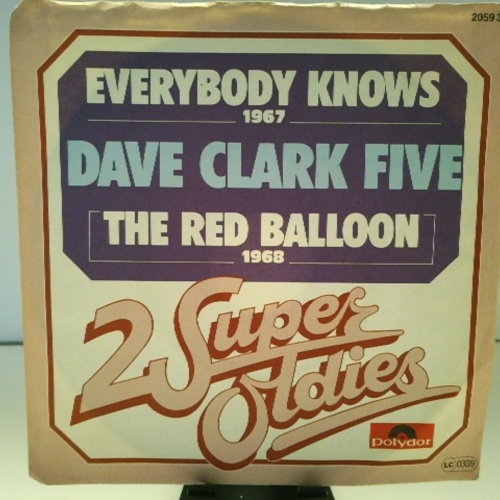 2059 3
EVERYBODY KNOWS
1967
DAVE CLARK FIVE
THE RED BALLOON
1968
2 Super
Oldies
polydor
LC 0309